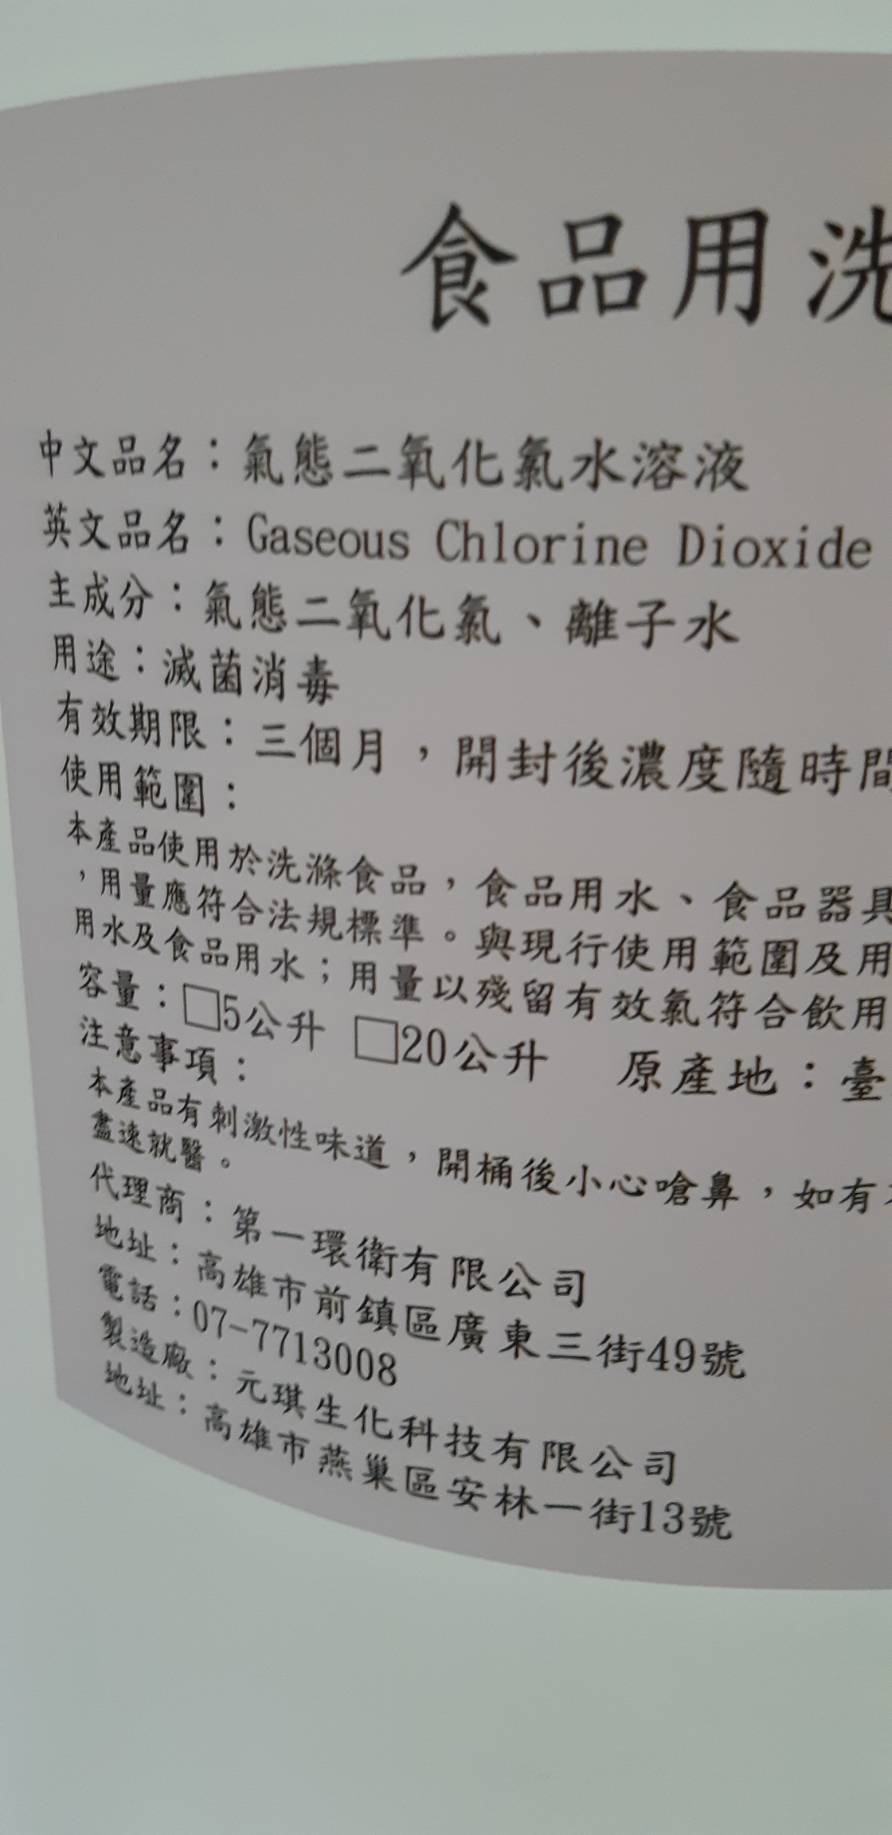 食品用洗
中文品名：氣態二氧化氯水溶液
英文品名：Gaseous Chlorine Dioxide
主成分：氣態二氧化氯、離子水
用途：滅菌消毒
有效期限：三個月，開封後濃度隨時間
使用範圍：
本產品使用於洗滌食品，食品用水、食品器具
，用量應符合法規標準。與現行使用範圍及用
用水及食品用水；用量以殘留有效氯符合飲用
容量：□5公升 □20公升 原產地：臺
注意事項：
本產品有刺激性味道，開桶後小心嗆鼻，如有
盡速就醫。
代理商：第一環衛有限公司
地址：高雄市前鎮區廣東三街49號
電話：07-7713008
製造廠：元琪生化科技有限公司
地址：高雄市燕巢區安林一街13號